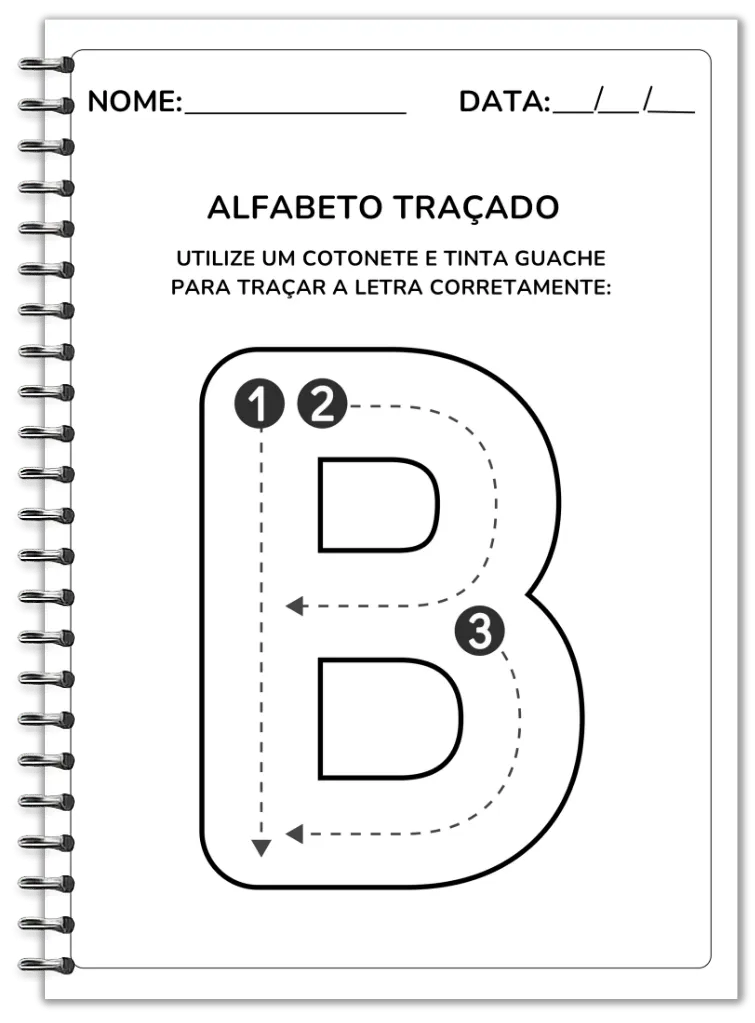 NOME:_______________ DATA:___/___/___
ALFABETO TRAÇADO
UTILIZE UM COTONETE E TINTA GUACHE
PARA TRAÇAR A LETRA CORRETAMENTE:
B
1 2
3